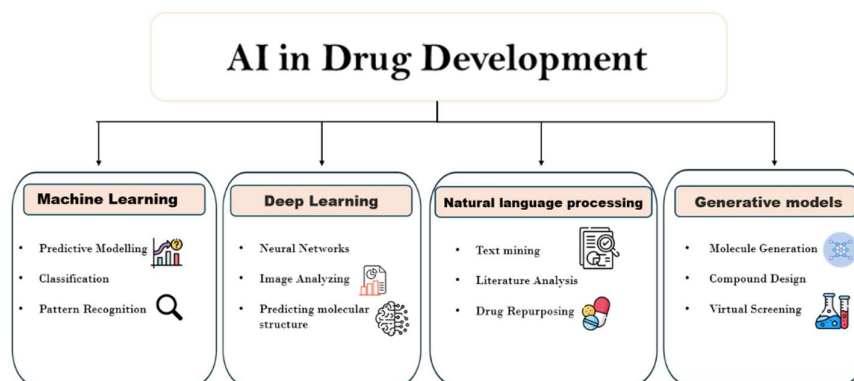 AI in Drug Development
Machine Learning
• Predictive Modelling
• Classification
• Pattern Recognition
Deep Learning
• Neural Networks
• Image Analyzing
• Predicting molecular
structure
Natural language processing
• Text mining
• Literature Analysis
• Drug Repurposing
Generative models
• Molecule Generation
• Compound Design
• Virtual Screening